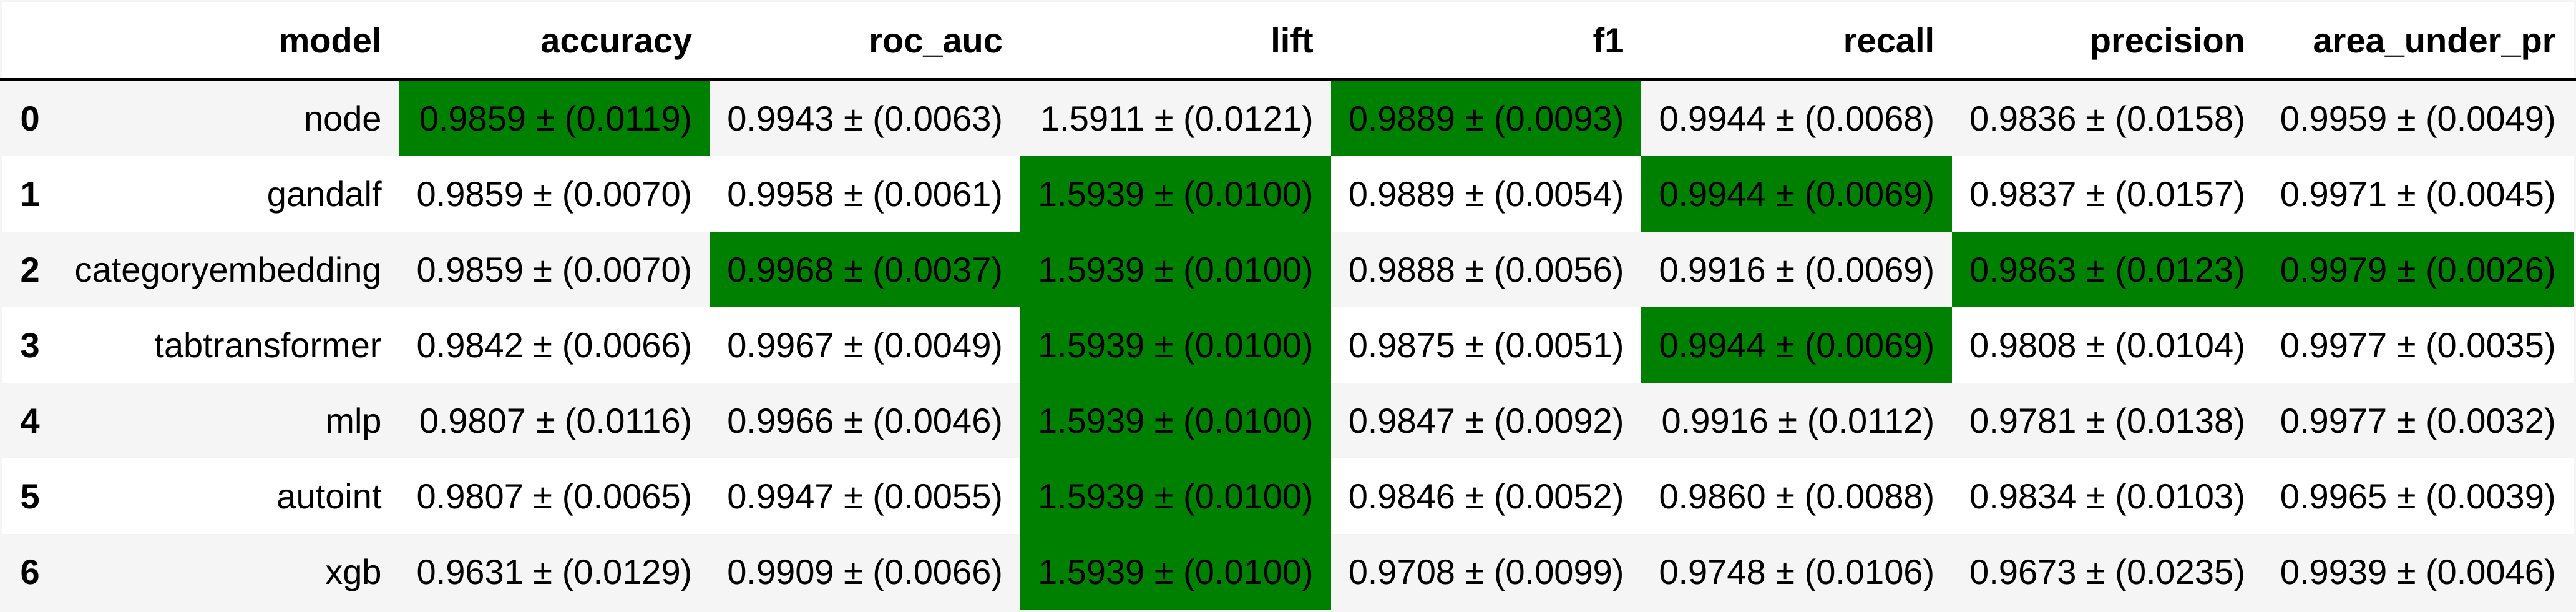 model accuracy roc_auc lift f1 recall precision area_under_pr
0 node 0.9859 ± (0.0119) 0.9943 ± (0.0063) 1.5911 ± (0.0121) 0.9889 ± (0.0093) 0.9944 ± (0.0068) 0.9836 ± (0.0158) 0.9959 ± (0.0049)
1 gandalf 0.9859 ± (0.0070) 0.9958 ± (0.0061) 1.5939 ± (0.0100) 0.9889 ± (0.0054) 0.9944 ± (0.0069) 0.9837 ± (0.0157) 0.9971 ± (0.0045)
2 categoryembedding 0.9859 ± (0.0070) 0.9968 ± (0.0037) 1.5939 ± (0.0100) 0.9888 ± (0.0056) 0.9916 ± (0.0069) 0.9863 ± (0.0123) 0.9979 ± (0.0026)
3 tabtransformer 0.9842 ± (0.0066) 0.9967 ± (0.0049) 1.5939 ± (0.0100) 0.9875 ± (0.0051) 0.9944 ± (0.0069) 0.9808 ± (0.0104) 0.9977 ± (0.0035)
4 mlp 0.9807 ± (0.0116) 0.9966 ± (0.0046) 1.5939 ± (0.0100) 0.9847 ± (0.0092) 0.9916 ± (0.0112) 0.9781 ± (0.0138) 0.9977 ± (0.0032)
5 autoint 0.9807 ± (0.0065) 0.9947 ± (0.0055) 1.5939 ± (0.0100) 0.9846 ± (0.0052) 0.9860 ± (0.0088) 0.9834 ± (0.0103) 0.9965 ± (0.0039)
6 xgb 0.9631 ± (0.0129) 0.9909 ± (0.0066) 1.5939 ± (0.0100) 0.9708 ± (0.0099) 0.9748 ± (0.0106) 0.9673 ± (0.0235) 0.9939 ± (0.0046)